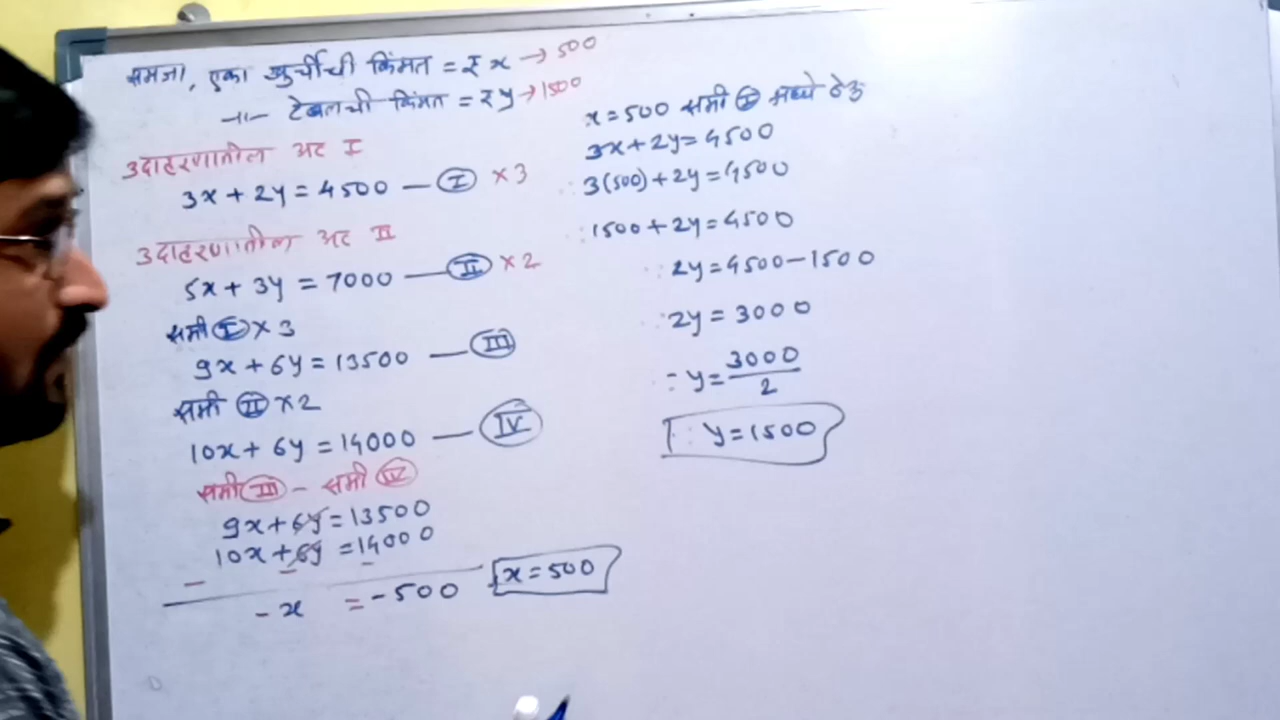 समजा, एका खुर्चीची किंमत = ₹ x → 500
-॥- टेबलची किंमत = ₹ y → 1500
उदाहरणातील अट I
3x + 2y = 4500 — I × 3
उदाहरणातील अट II
5x + 3y = 7000 — II × 2
समी I × 3
9x + 6y = 13500 — III
समी II × 2
10x + 6y = 14000 — IV
समी III - समी IV
9x + 6y = 13500
10x + 6y = 14000
- - -
- x = - 500 x = 500
x = 500 समी I मध्ये ठेऊ
3x + 2y = 4500
∴ 3(500) + 2y = 4500
∴ 1500 + 2y = 4500
∴ 2y = 4500 - 1500
∴ 2y = 3000
∴ y = 3000/2
∴ y = 1500